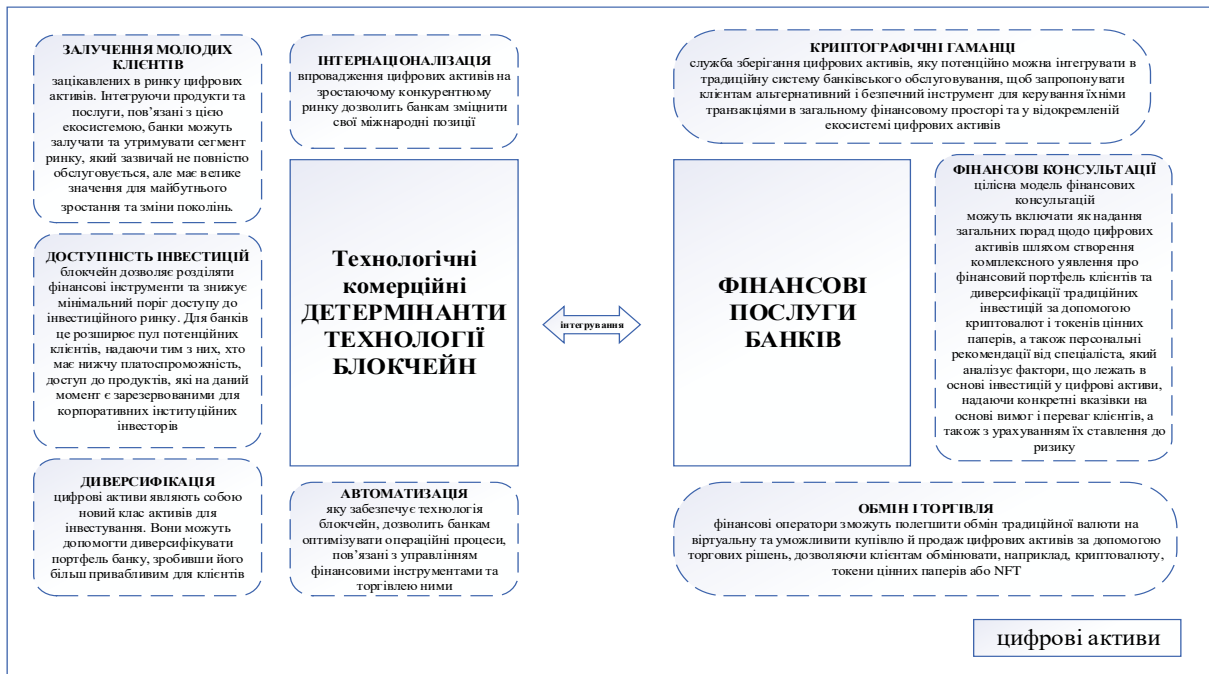 ЗАЛУЧЕННЯ МОЛОДИХ
КЛІЄНТІВ
зацікавлених в ринку цифрових
активів. Інтегруючи продукти та
послуги, пов’язані з цією
екосистемою, банки можуть
залучати та утримувати сегмент
ринку, який зазвичай не повністю
обслуговується, але має велике
значення для майбутнього
зростання та зміни поколінь.
ДОСТУПНІСТЬ ІНВЕСТИЦІЙ
блокчейн дозволяє розділяти
фінансові інструменти та знижує
мінімальний поріг доступу до
інвестиційного ринку. Для банків
це розширює пул потенційних
клієнтів, надаючи тим з них, хто
має нижчу платоспроможність,
доступ до продуктів, які на даний
момент є зарезервованими для
корпоративних інституційних
інвесторів
ДИВЕРСИФІКАЦІЯ
цифрові активи являють собою
новий клас активів для
інвестування. Вони можуть
допомогти диверсифікувати
портфель банку, зробивши його
більш привабливим для клієнтів
ІНТЕРНАЦІОНАЛІЗАЦІЯ
впровадження цифрових активів на
зростаючому конкурентному
ринку дозволить банкам зміцнити
свої міжнародні позиції
Технологічні
комерційні
ДЕТЕРМІНАНТИ
ТЕХНОЛОГІЇ
БЛОКЧЕЙН
АВТОМАТИЗАЦІЯ
яку забезпечує технологія
блокчейн, дозволить банкам
оптимізувати операційні процеси,
пов’язані з управлінням
фінансовими інструментами та
торгівлею ними
інтегрування
КРИПТОГРАФІЧНІ ГАМАНЦІ
служба зберігання цифрових активів, яку потенційно можна інтегрувати в
традиційну систему банківського обслуговування, щоб запропонувати
клієнтам альтернативний і безпечний інструмент для керування їхніми
транзакціями в загальному фінансовому просторі та у відокремленій
екосистемі цифрових активів
ФІНАНСОВІ
ПОСЛУГИ
БАНКІВ
ФІНАНСОВІ КОНСУЛЬТАЦІЇ
цілісна модель фінансових
консультацій
можуть включати як надання
загальних порад щодо цифрових
активів шляхом створення
комплексного уявлення про
фінансовий портфель клієнтів та
диверсифікації традиційних
інвестицій за допомогою
криптовалют і токенів цінних
паперів, а також персональні
рекомендації від спеціаліста, який
аналізує фактори, що лежать в
основі інвестицій у цифрові активи,
надаючи конкретні вказівки на
основі вимог і переваг клієнтів, а
також з урахуванням їх ставлення до
ризику
ОБМІН І ТОРГІВЛЯ
фінансові оператори зможуть полегшити обмін традиційної валюти на
віртуальну та уможливити купівлю й продаж цифрових активів за допомогою
торгових рішень, дозволяючи клієнтам обмінювати, наприклад, криптовалюту,
токени цінних паперів або NFT
цифрові активи